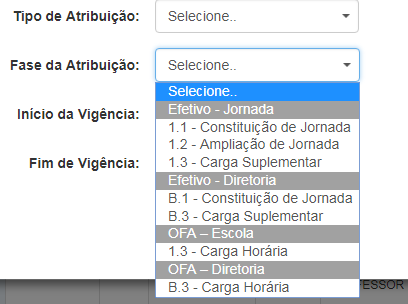 Tipo de Atribuição: Selecione..
Fase da Atribuição: Selecione..
Selecione..
Efetivo - Jornada
Início da Vigência: 1.1 - Constituição de Jornada
1.2 - Ampliação de Jornada
Fim de Vigência: 1.3 - Carga Suplementar
Efetivo - Diretoria
B.1 - Constituição de Jornada
B.3 - Carga Suplementar
OFA – Escola
1.3 - Carga Horária
OFA – Diretoria
B.3 - Carga Horária